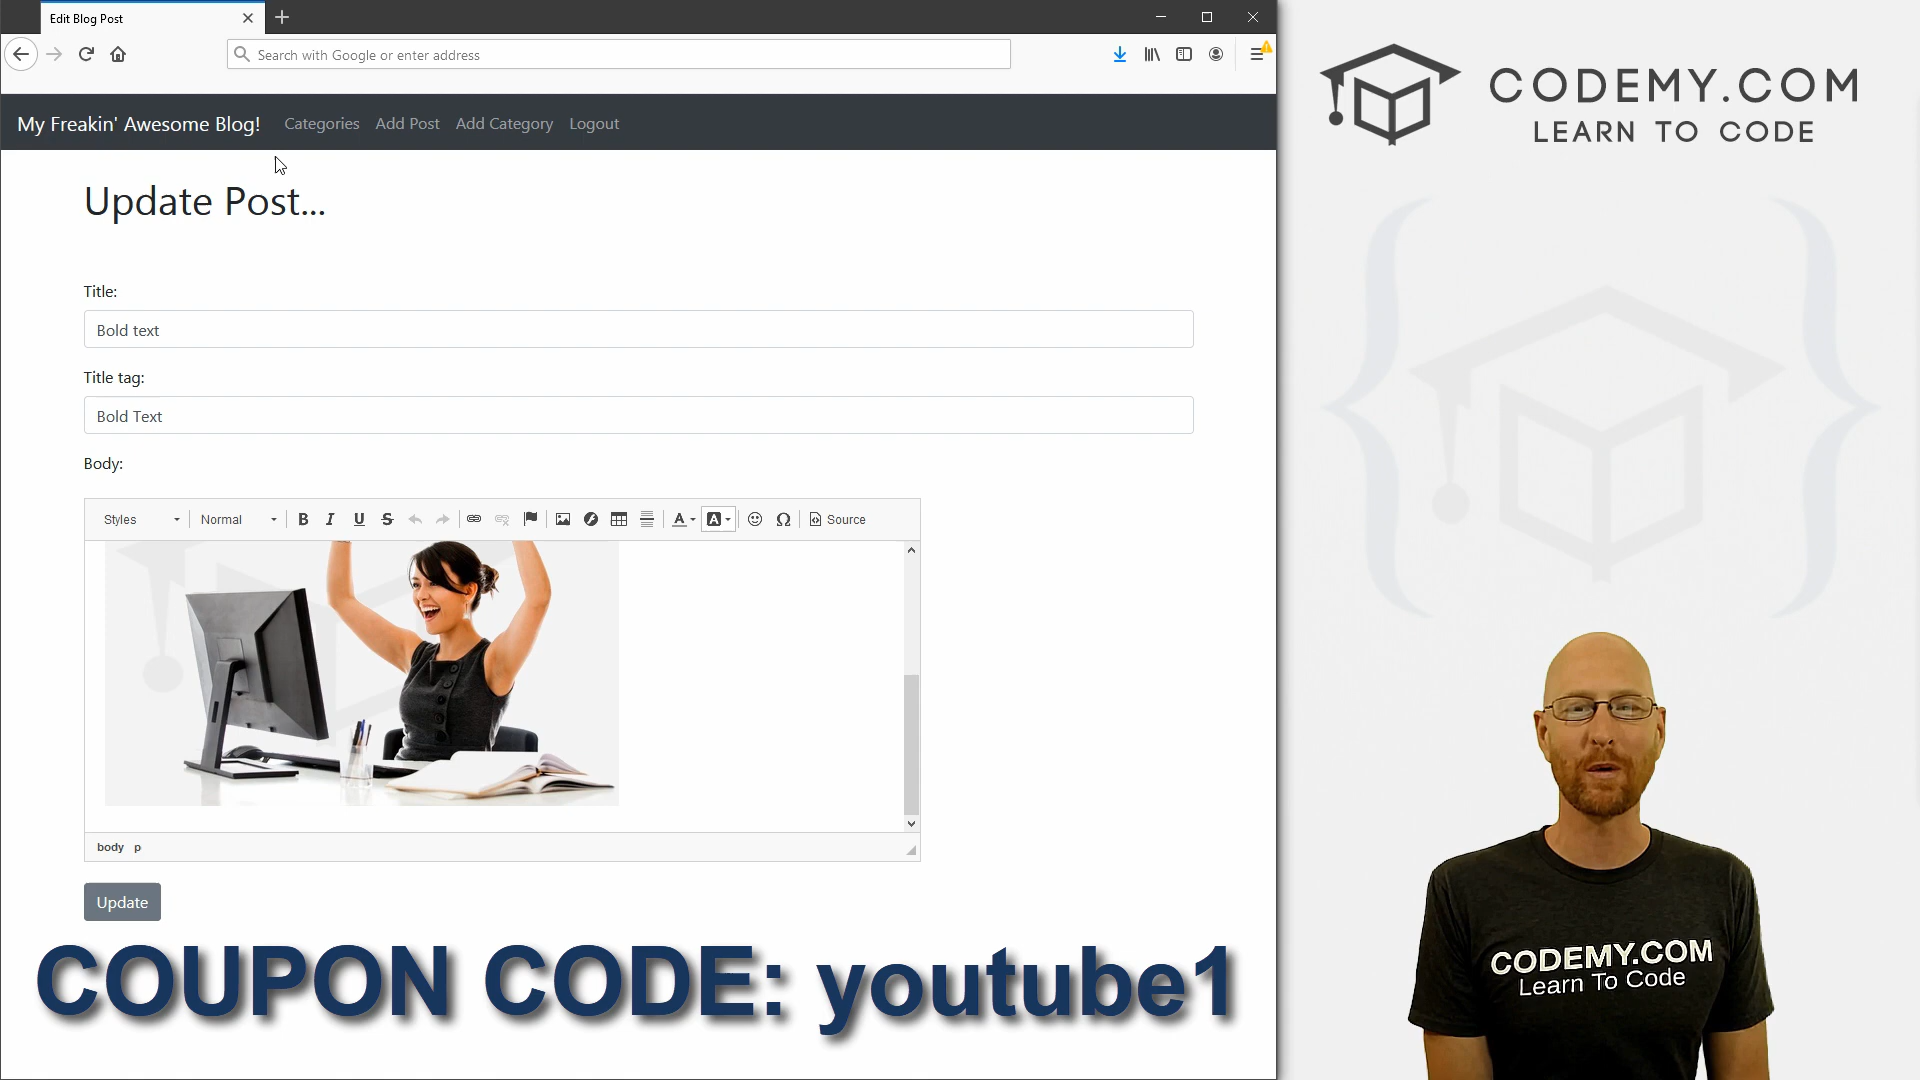 Edit Blog Post
Search with Google or enter address
My Freakin' Awesome Blog! Categories Add Post Add Category Logout
Update Post...
Title:
Bold text
Title tag:
Bold Text
Body:
Styles Normal B I U S A A Source
body p
Update
COUPON CODE: youtube1
CODEMY.COM
LEARN TO CODE
CODEMY.COM
Learn To Code